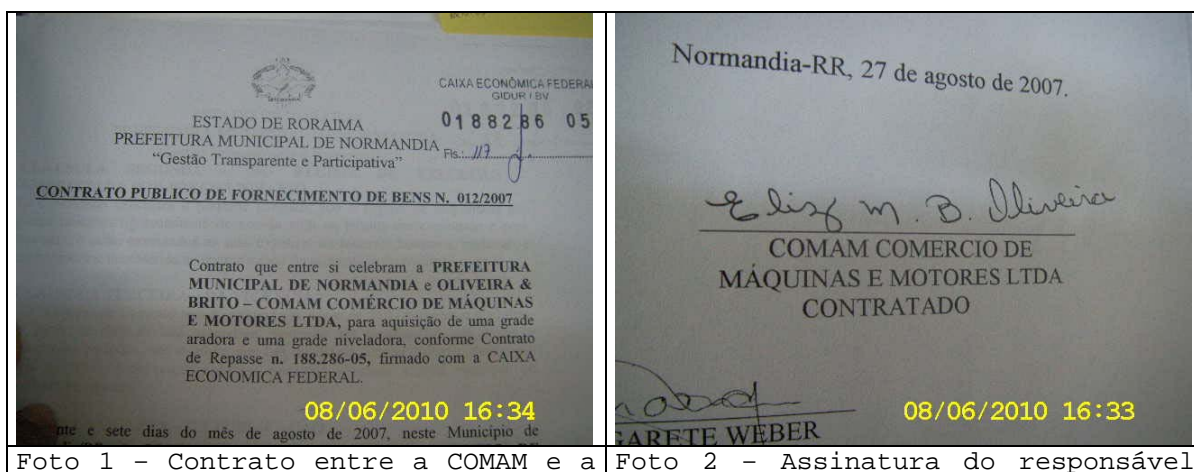 CAIXA ECONÔMICA FEDERAL
GIDUR / BV
0188286 05
Fls.: 117
ESTADO DE RORAIMA
PREFEITURA MUNICIPAL DE NORMANDIA
“Gestão Transparente e Participativa”
CONTRATO PUBLICO DE FORNECIMENTO DE BENS N. 012/2007
Contrato que entre si celebram a PREFEITURA
MUNICIPAL DE NORMANDIA e OLIVEIRA &
BRITO – COMAM COMÉRCIO DE MÁQUINAS
E MOTORES LTDA, para aquisição de uma grade
aradora e uma grade niveladora, conforme Contrato
de Repasse n. 188.286-05, firmado com a CAIXA
ECONOMICA FEDERAL.
08/06/2010 16:34
e sete dias do mês de agosto de 2007, neste Município de
Foto 1 – Contrato entre a COMAM e a
Normandia-RR, 27 de agosto de 2007.
M. B. Oliveira
COMAM COMERCIO DE
MÁQUINAS E MOTORES LTDA
CONTRATADO
08/06/2010 16:33
GARETE WEBER
Foto 2 – Assinatura do responsável